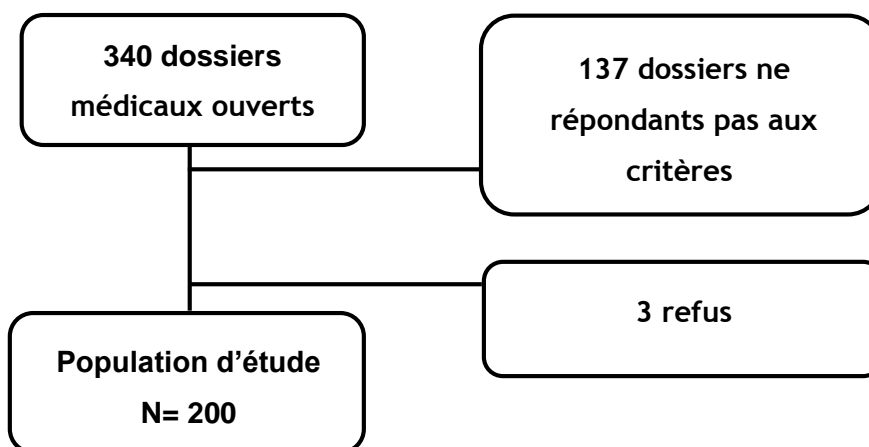 340 dossiers
médicaux ouverts
137 dossiers ne
répondants pas aux
critères
3 refus
Population d’étude
N= 200